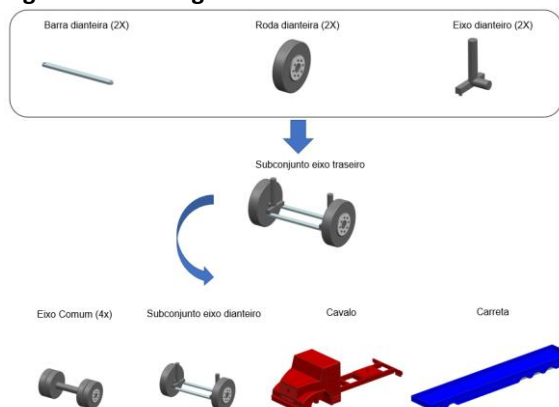 Barra dianteira (2X) Roda dianteira (2X) Eixo dianteiro (2X)
Subconjunto eixo traseiro
Eixo Comum (4x) Subconjunto eixo dianteiro Cavalo Carreta